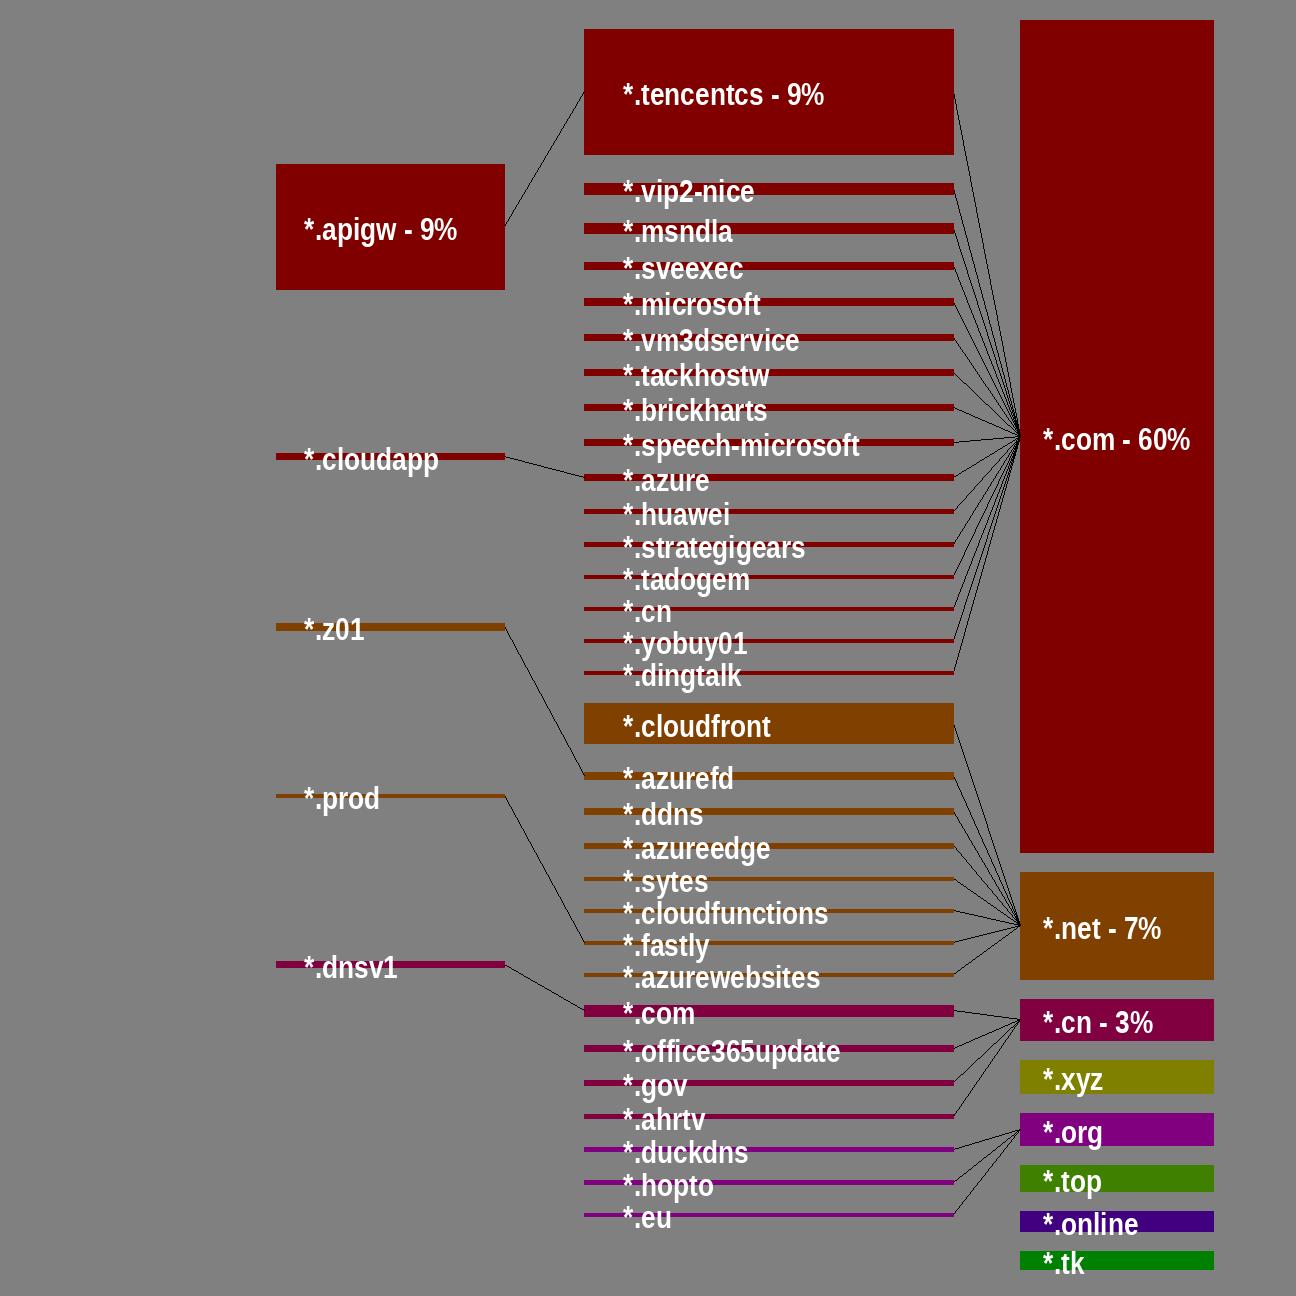 *.apigw - 9%
*.cloudapp
*.z01
*.prod
*.dnsv1
*.tencentcs - 9%
*.vip2-nice
*.msndla
*.sveexec
*.microsoft
*.vm3dservice
*.tackhostw
*.brickharts
*.speech-microsoft
*.azure
*.huawei
*.strategigears
*.tadogem
*.cn
*.yobuy01
*.dingtalk
*.cloudfront
*.azurefd
*.ddns
*.azureedge
*.sytes
*.cloudfunctions
*.fastly
*.azurewebsites
*.com
*.office365update
*.gov
*.ahrtv
*.duckdns
*.hopto
*.eu
*.com - 60%
*.net - 7%
*.cn - 3%
*.xyz
*.org
*.top
*.online
*.tk